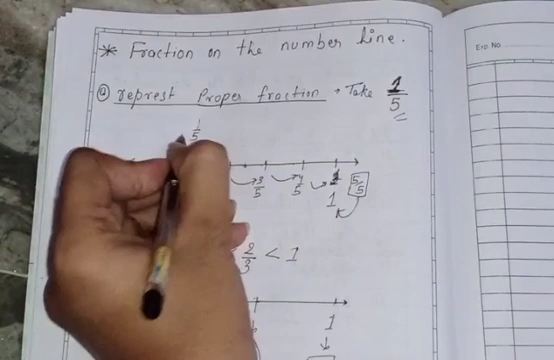 * Fraction on the number line.
Exp. No.
Q represt Proper fraction → Take 1/5
1/5
3/5 4/5 1 5/5
1
2/3 < 1
1